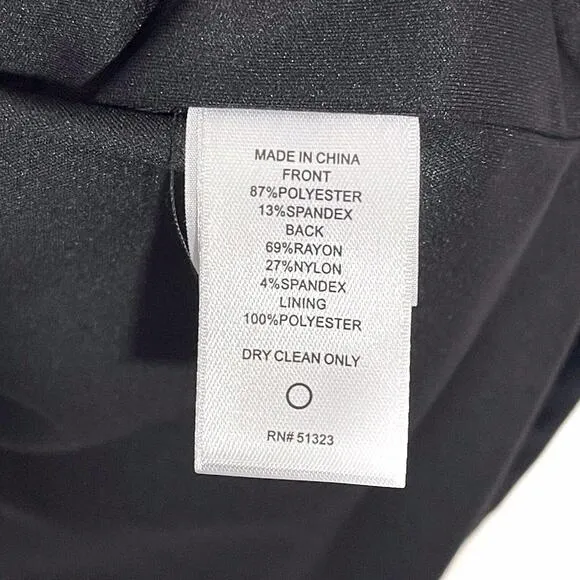 MADE IN CHINA
FRONT
87%POLYESTER
13%SPANDEX
BACK
69%RAYON
27%NYLON
4%SPANDEX
LINING
100%POLYESTER
DRY CLEAN ONLY
RN# 51323